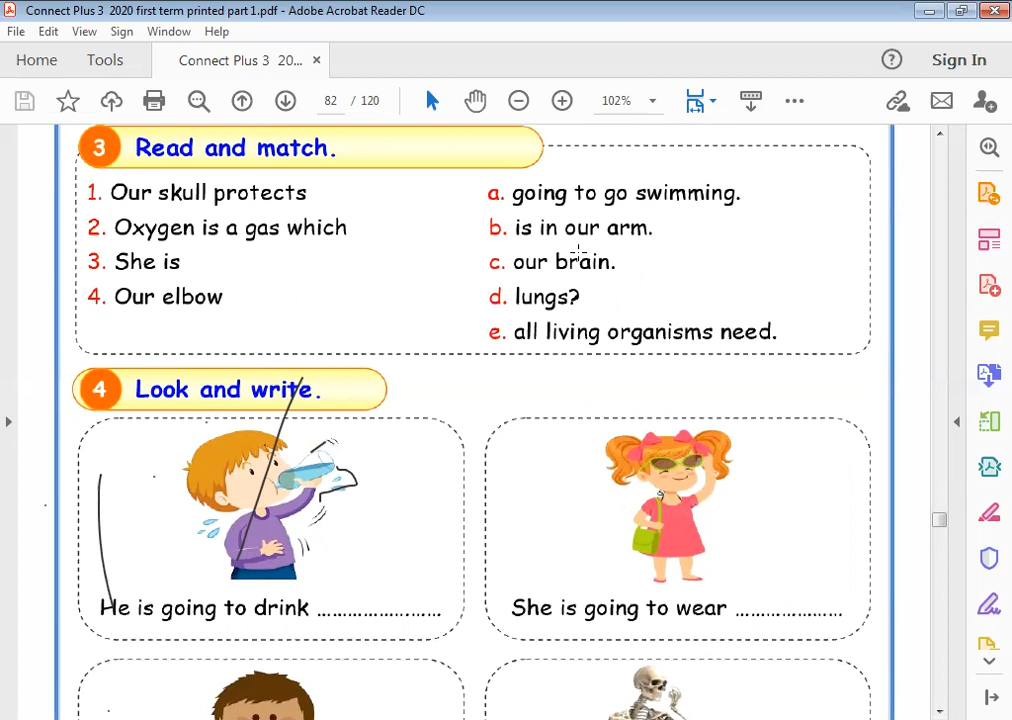 Connect Plus 3 2020 first term printed part 1.pdf - Adobe Acrobat Reader DC
File Edit View Sign Window Help
Home Tools Connect Plus 3 20... × Sign In
82 / 120 102%
3 Read and match.
1. Our skull protects a. going to go swimming.
2. Oxygen is a gas which b. is in our arm.
3. She is c. our brain.
4. Our elbow d. lungs?
e. all living organisms need.
4 Look and write.
He is going to drink ........................ She is going to wear ....................